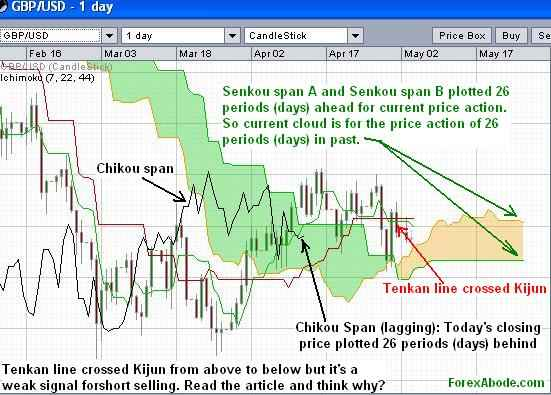 GBP/USD - 1 day
GBP/USD 1 day CandleStick Price Box Buy Se
Feb 16 Mar 03 Mar 18 Apr 02 Apr 17 May 02 May 17
GBP/USD (CandleStick)
Ichimoku (7, 22, 44)
Senkou span A and Senkou span B plotted 26
periods (days) ahead for current price action.
So current cloud is for the price action of 26
periods (days) in past.
Chikou span
Tenkan line crossed Kijun
Chikou Span (lagging): Today's closing
price plotted 26 periods (days) behind
Tenkan line crossed Kijun from above to below but it's a
weak signal forshort selling. Read the article and think why?
ForexAbode.com